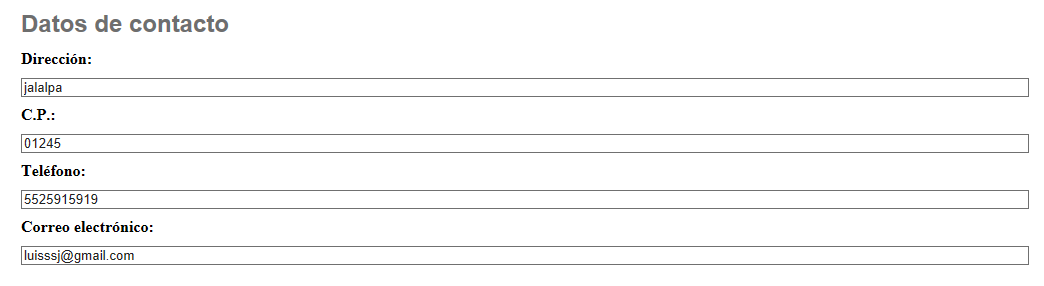 Datos de contacto
Dirección:
jalalpa
C.P.:
01245
Teléfono:
5525915919
Correo electrónico:
luisssj@gmail.com